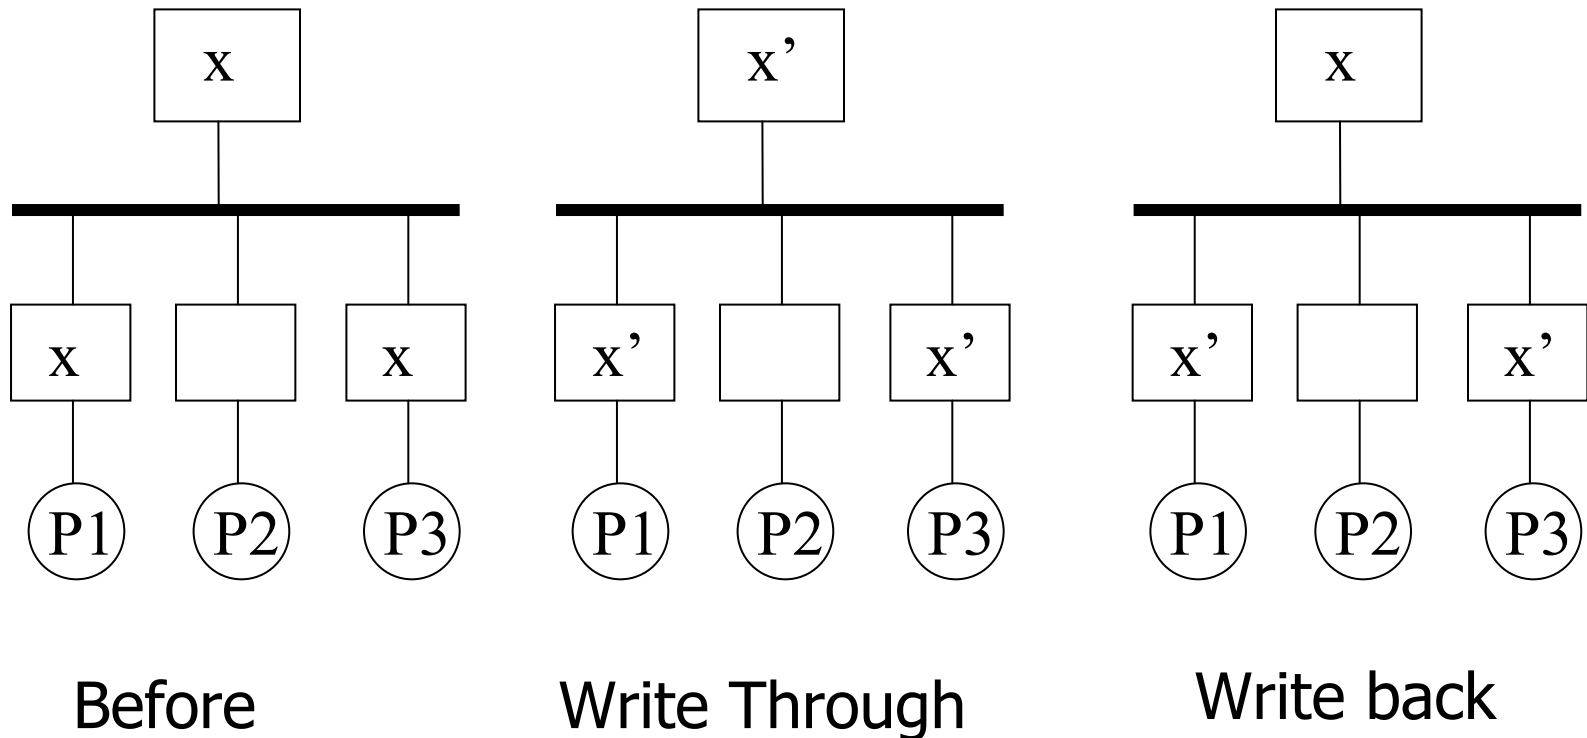 x
x’
x
x
x
x’
x’
x’
x’
P1
P2
P3
P1
P2
P3
P1
P2
P3
Before
Write Through
Write back